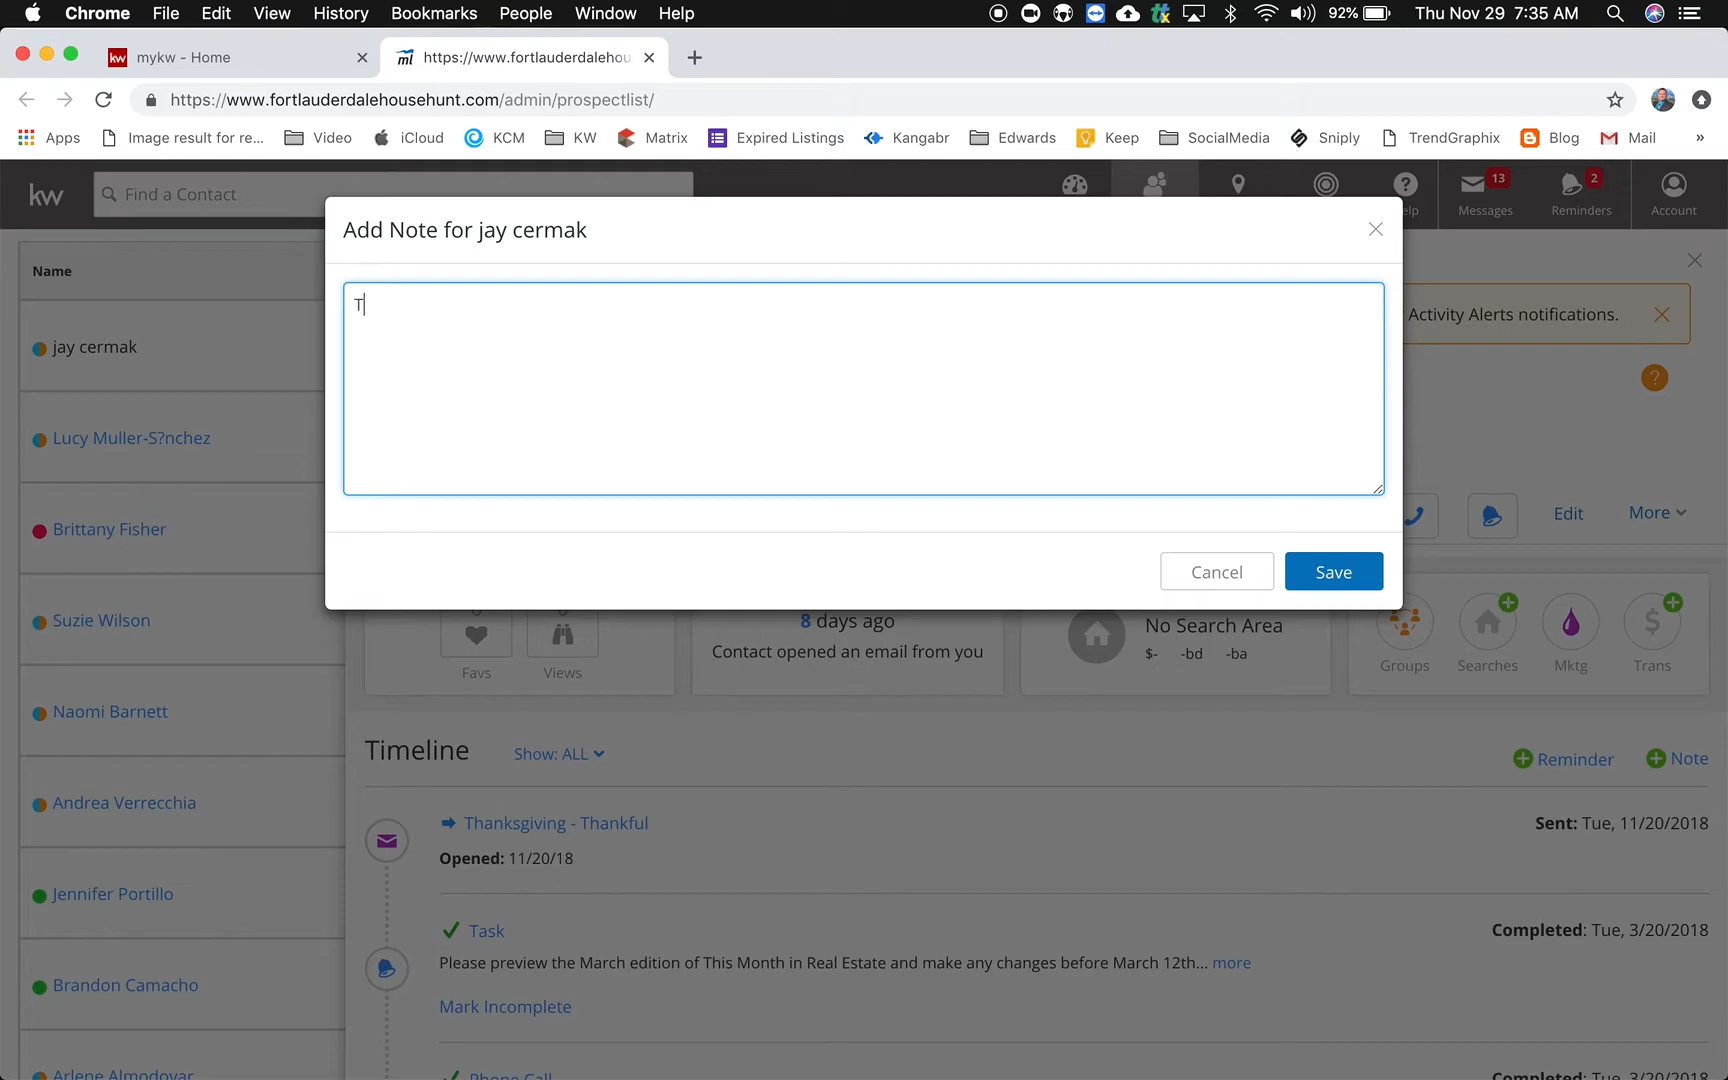 Chrome File Edit View History Bookmarks People Window Help 92% Thu Nov 29 7:35 AM
kw mykw - Home https://www.fortlauderdalehou
https://www.fortlauderdalehousehunt.com/admin/prospectlist/
Apps Image result for re... Video iCloud KCM KW Matrix Expired Listings Kangabr Edwards Keep SocialMedia Sniply TrendGraphix Blog Mail »
kw Find a Contact 13 2
elp Messages Reminders Account
Add Note for jay cermak
Name
T
Activity Alerts notifications.
jay cermak
?
Lucy Muller-S?nchez
Edit More
Brittany Fisher
Cancel Save
Suzie Wilson
8 days ago
Contact opened an email from you
No Search Area
$- -bd -ba
Favs Views Groups Searches Mktg Trans
Naomi Barnett
Timeline Show: ALL Reminder Note
Andrea Verrecchia
Thanksgiving - Thankful Sent: Tue, 11/20/2018
Opened: 11/20/18
Jennifer Portillo
Task Completed: Tue, 3/20/2018
Please preview the March edition of This Month in Real Estate and make any changes before March 12th... more
Brandon Camacho
Mark Incomplete
Arlene Almodovar
Phone Call Completed: Tue, 3/20/2018